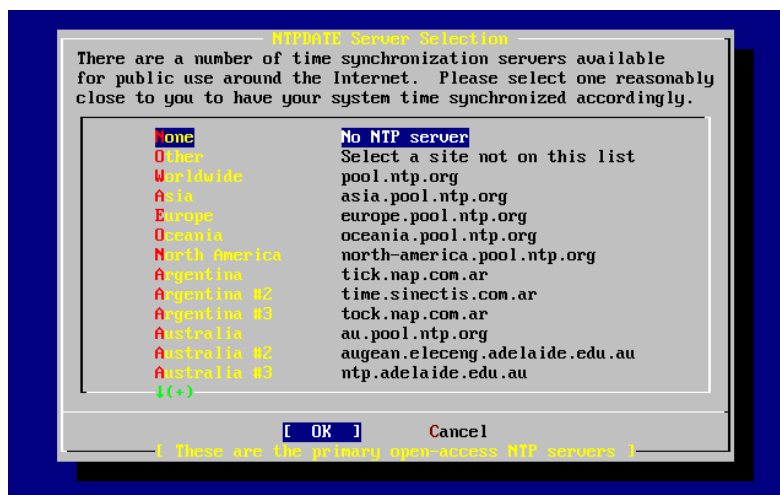 NTPDATE Server Selection
There are a number of time synchronization servers available
for public use around the Internet.  Please select one reasonably
close to you to have your system time synchronized accordingly.
None No NTP server
Other Select a site not on this list
Worldwide pool.ntp.org
Asia asia.pool.ntp.org
Europe europe.pool.ntp.org
Oceania oceania.pool.ntp.org
North America north-america.pool.ntp.org
Argentina tick.nap.com.ar
Argentina #2 time.sinectis.com.ar
Argentina #3 tock.nap.com.ar
Australia au.pool.ntp.org
Australia #2 augean.eleceng.adelaide.edu.au
Australia #3 ntp.adelaide.edu.au
↓(+)
[ OK ] Cancel
[ These are the primary open-access NTP servers ]